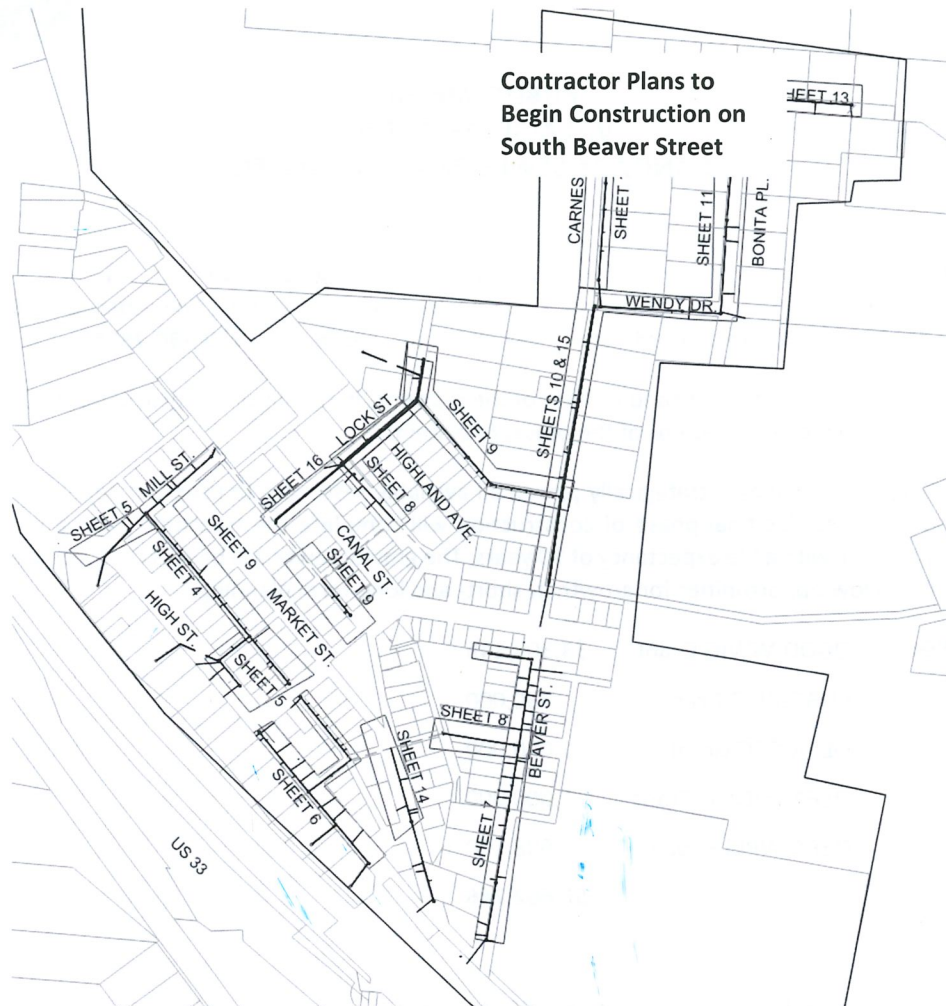 Contractor Plans to
Begin Construction on
South Beaver Street
SHEET 13
CARNES
SHEET
SHEET 11
BONITA PL.
WENDY DR.
SHEETS 10 & 15
LOCK ST.
SHEET 9
SHEET 16
SHEET 8
HIGHLAND AVE.
MILL ST.
SHEET 5
SHEET 9
SHEET 4
CANAL ST.
SHEET 9
MARKET ST.
HIGH ST.
SHEET 5
SHEET 8
BEAVER ST.
SHEET 14
SHEET 6
SHEET 7
US 33